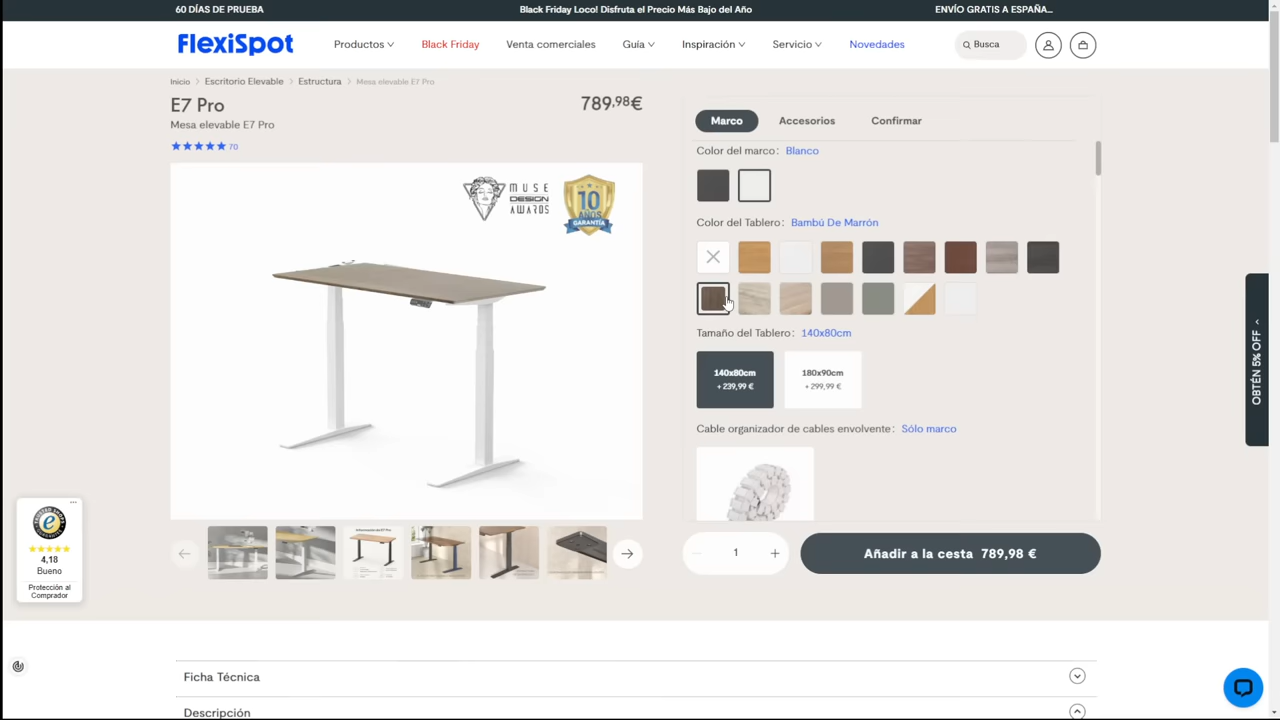 60 DÍAS DE PRUEBA
Black Friday Loco! Disfruta el Precio Más Bajo del Año
ENVÍO GRATIS A ESPAÑA...
FLEXISPOT
Productos
Black Friday
Venta comerciales
Guía
Inspiración
Servicio
Novedades
Busca
Inicio > Escritorio Elevable > Estructura > Mesa elevable E7 Pro
E7 Pro
789,98€
Mesa elevable E7 Pro
70
MUSE
DESIGN
AWARDS
10
AÑOS
GARANTÍA
Marco
Accesorios
Confirmar
Color del marco: Blanco
Color del Tablero: Bambú De Marrón
Tamaño del Tablero: 140x80cm
140x80cm
+ 239,99 €
180x90cm
+ 299,99 €
Cable organizador de cables envolvente: Sólo marco
1
Añadir a la cesta 789,98 €
OBTÉN 5% OFF
4,18
Bueno
Protección al
Comprador
Ficha Técnica
Descripción